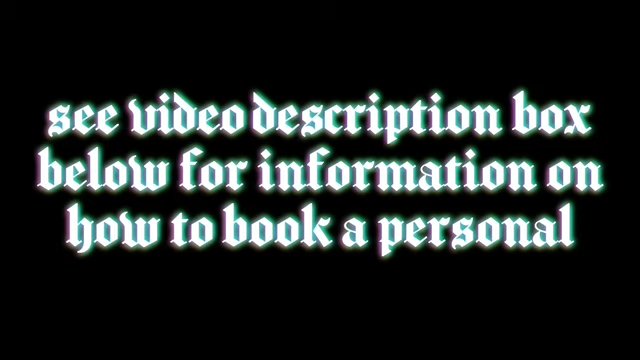 see video description box
below for information on
how to book a personal